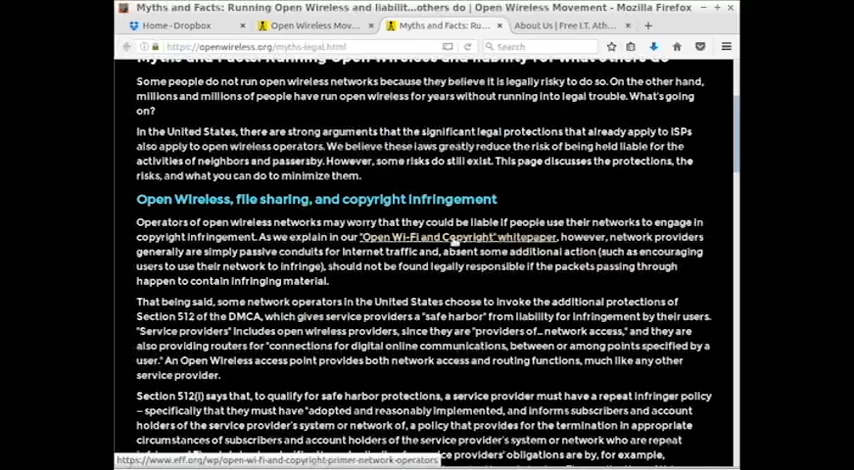 Myths and Facts: Running Open Wireless and liabilit...others do | Open Wireless Movement - Mozilla Firefox
Home - Dropbox
Open Wireless Mov...
Myths and Facts: Ru...
About Us | Free I.T. Ath...
https://openwireless.org/myths-legal.html
Search
Myths and Facts: Running Open Wireless and liability for what others do
Some people do not run open wireless networks because they believe it is legally risky to do so. On the other hand,
millions and millions of people have run open wireless for years without running into legal trouble. What's going
on?
In the United States, there are strong arguments that the significant legal protections that already apply to ISPs
also apply to open wireless operators. We believe these laws greatly reduce the risk of being held liable for the
activities of neighbors and passersby. However, some risks do still exist. This page discusses the protections, the
risks, and what you can do to minimize them.
Open Wireless, file sharing, and copyright infringement
Operators of open wireless networks may worry that they could be liable if people use their networks to engage in
copyright infringement. As we explain in our "Open Wi-Fi and Copyright" whitepaper, however, network providers
generally are simply passive conduits for Internet traffic and, absent some additional action (such as encouraging
users to use their network to infringe), should not be found legally responsible if the packets passing through
happen to contain infringing material.
That being said, some network operators in the United States choose to invoke the additional protections of
Section 512 of the DMCA, which gives service providers a "safe harbor" from liability for infringement by their users.
"Service providers" includes open wireless providers, since they are "providers of... network access," and they are
also providing routers for "connections for digital online communications, between or among points specified by a
user." An Open Wireless access point provides both network access and routing functions, much like any other
service provider.
Section 512(i) says that, to qualify for safe harbor protections, a service provider must have a repeat infringer policy
– specifically that they must have "adopted and reasonably implemented, and informs subscribers and account
holders of the service provider's system or network of, a policy that provides for the termination in appropriate
circumstances of subscribers and account holders of the service provider's system or network who are repeat
providers' obligations are by, for example,
https://www.eff.org/wp/open-wi-fi-and-copyright-primer-network-operators